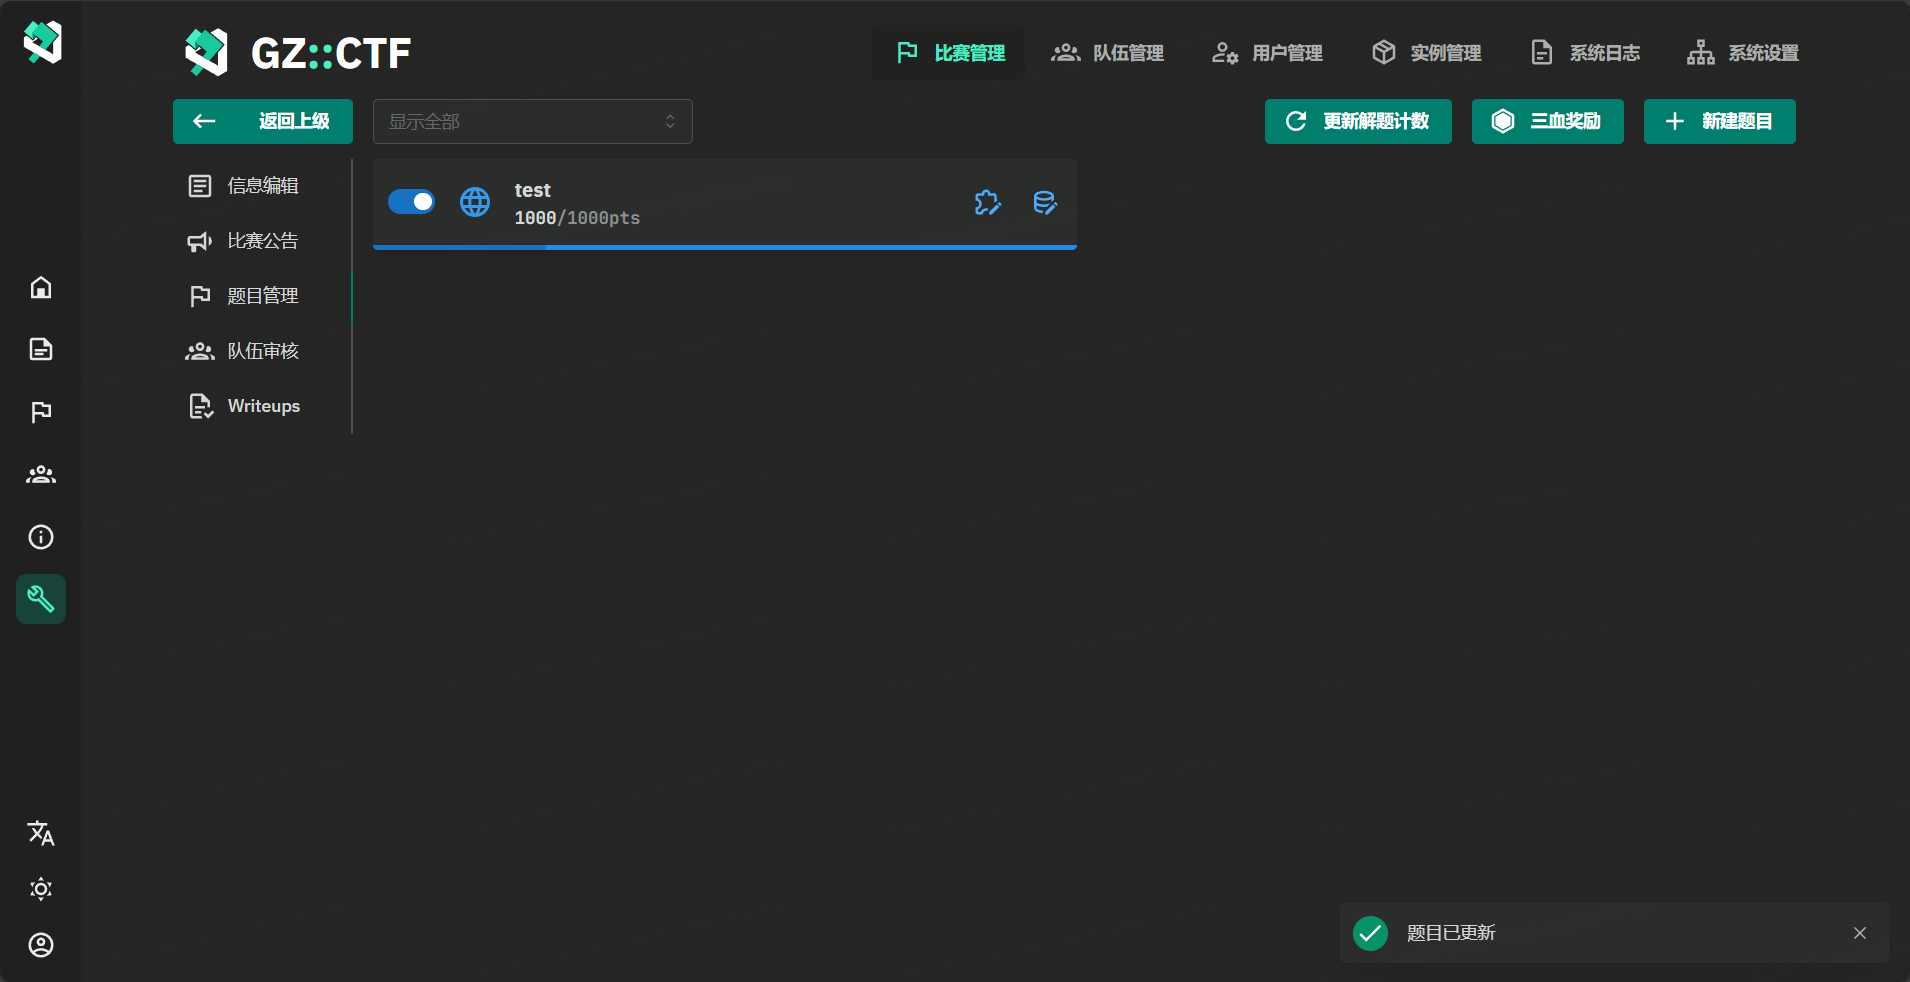 GZ::CTF
比赛管理
队伍管理
用户管理
实例管理
系统日志
系统设置
返回上级
显示全部
更新解题计数
三血奖励
新建题目
信息编辑
比赛公告
题目管理
队伍审核
Writeups
test
1000/1000pts
题目已更新